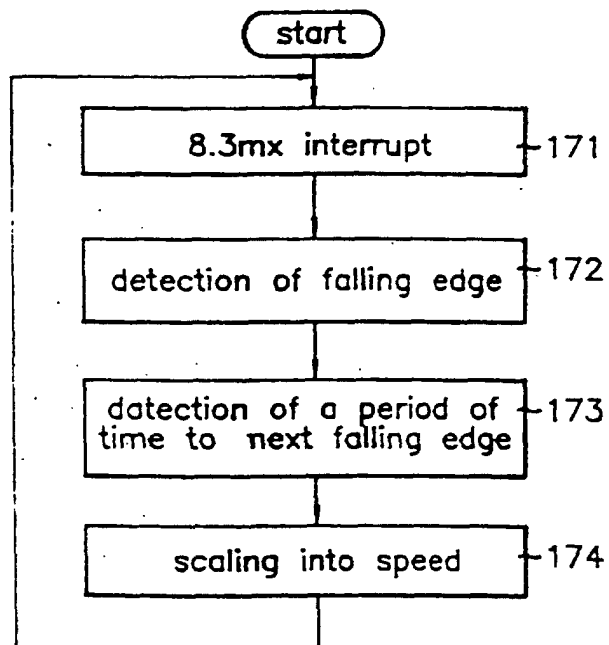 start
8.3mx interrupt
171
detection of falling edge
172
datection of a period of
time to next falling edge
173
scaling into speed
174